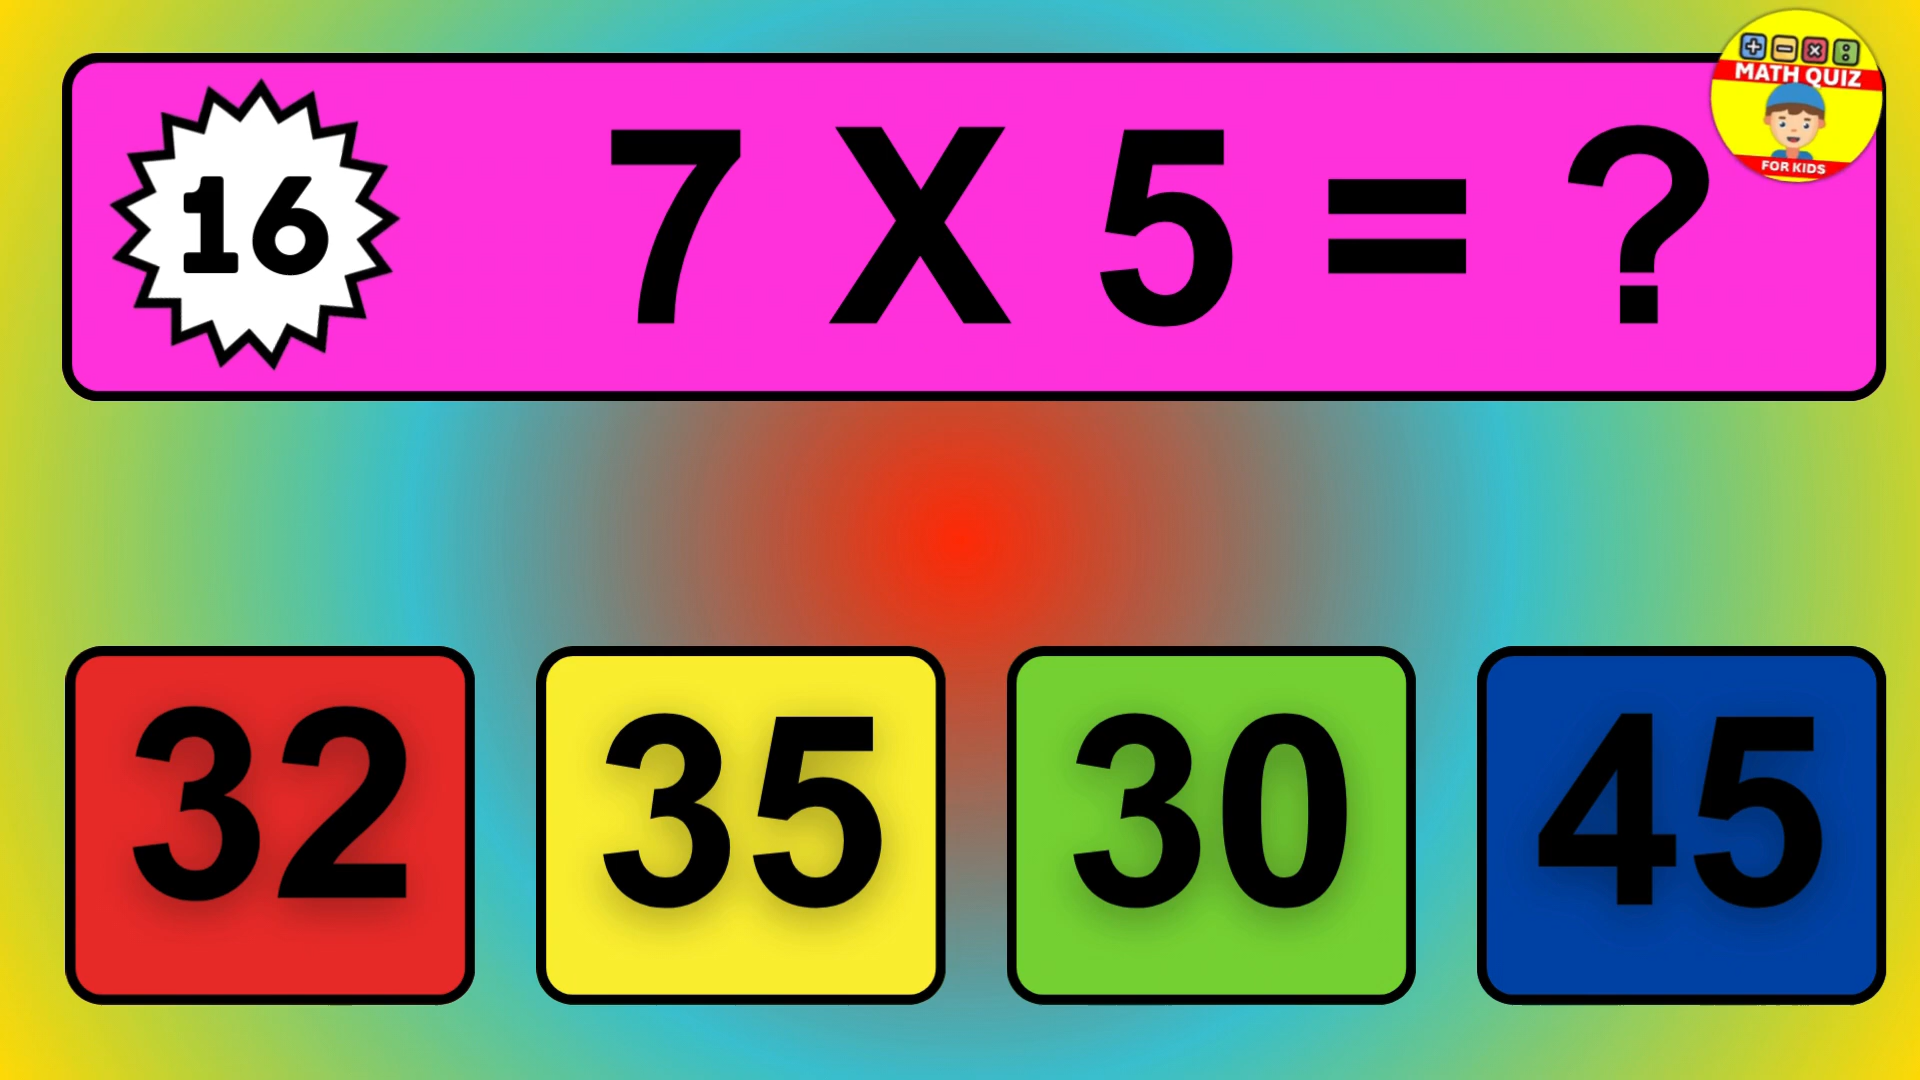 16 7 X 5 = ?
+ − × :
MATH QUIZ
FOR KIDS
32 35 30 45